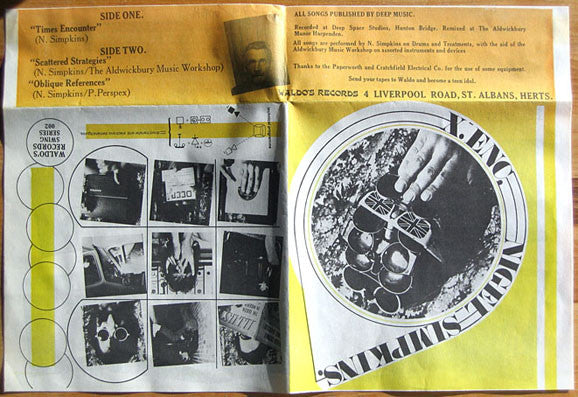 SIDE ONE.
"Times Encounter"
(N. Simpkins)
SIDE TWO.
"Scattered Strategies"
(N. Simpkins/The Aldwickbury Music Workshop)
"Oblique References"
(N. Simpkins/P.Perspex)
ALL SONGS PUBLISHED BY DEEP MUSIC.
Recorded at Deep Space Studios, Hunton Bridge. Remixed at The Aldwickbury
Manor Harpenden.
All songs are performed by N. Simpkins on Drums and Treatments, with the aid of the
Aldwickbury Music Workshop on assorted instruments and devices
Thanks to the Paperworth and Cratchfield Electrical Co. for the use of some equipment.
Send your tapes to Waldo and become a teen idol.
WALDO'S RECORDS 4 LIVERPOOL ROAD, ST. ALBANS, HERTS.
WALDO'S
RECORDS
SWING
SERIES
002
DEEP
X. ENC.
NIGEL SIMPKINS.